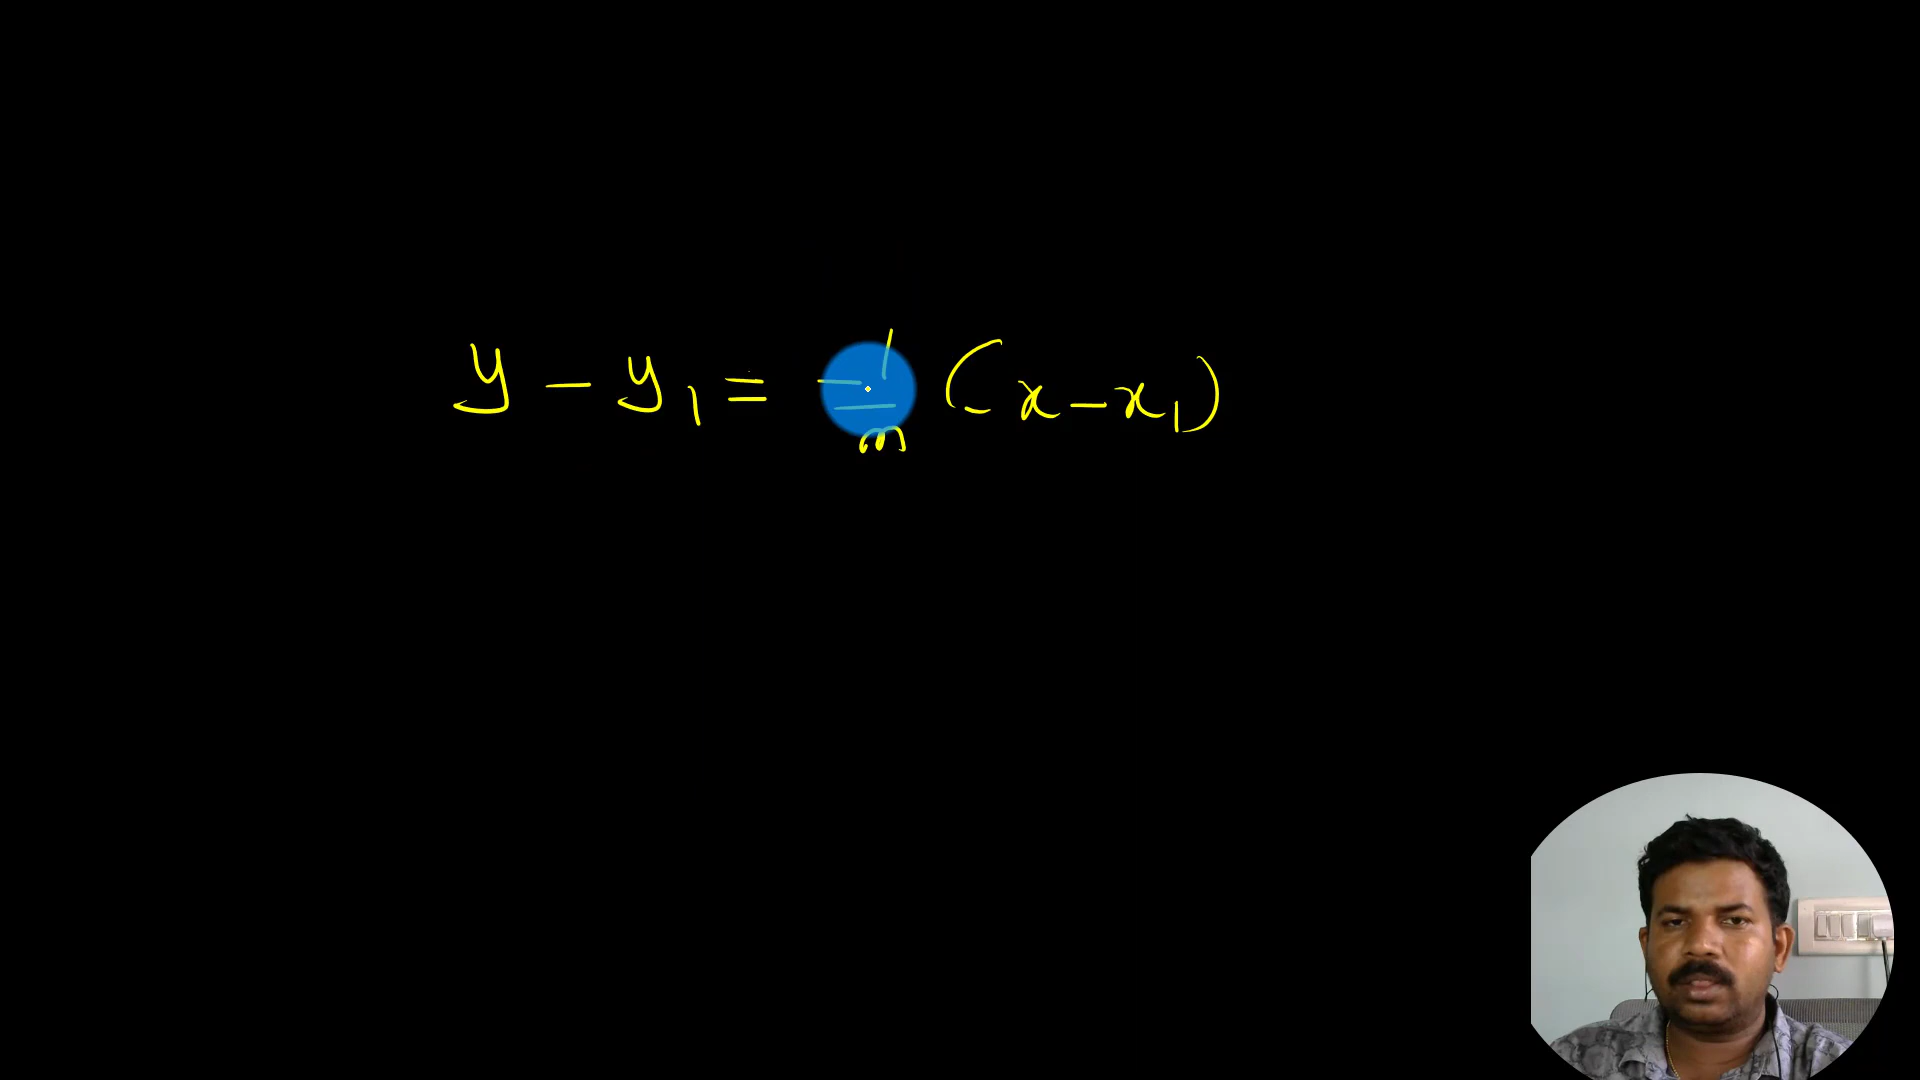 y - y₁ = -1/m (x - x₁)